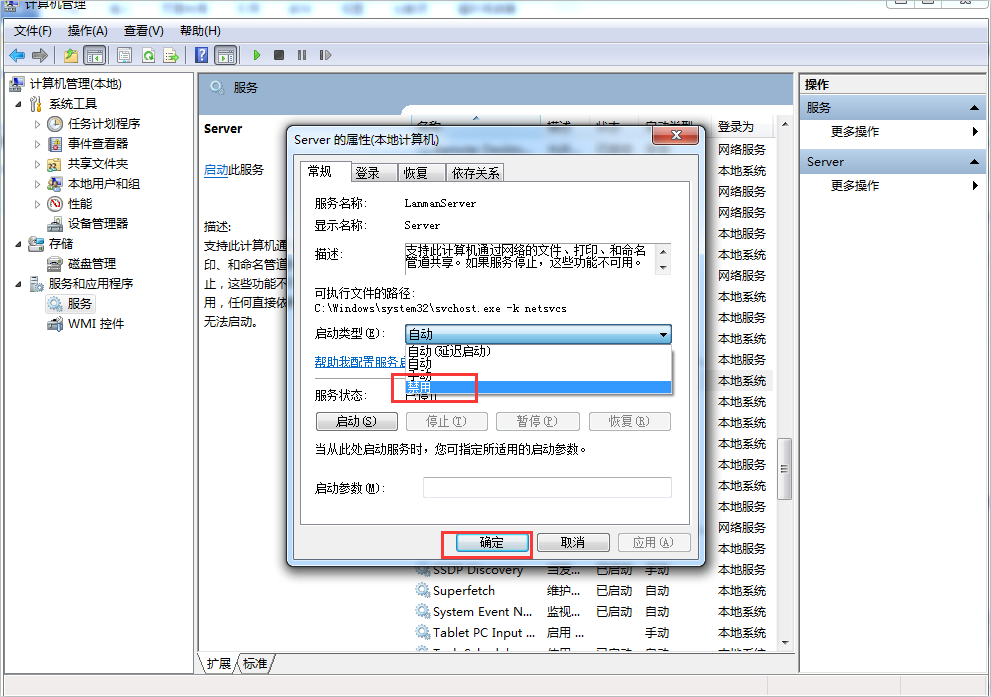 计算机管理
文件(F) 操作(A) 查看(V) 帮助(H)
计算机管理(本地)
系统工具
任务计划程序
事件查看器
共享文件夹
本地用户和组
性能
设备管理器
存储
磁盘管理
服务和应用程序
服务
WMI 控件
服务
Server
启动此服务
描述:
支持此计算机通
印、和命名管道
止，这些功能不
用，任何直接依
无法启动。
名称 描述 状态 启动类型 登录为
网络服务
本地系统
网络服务
网络服务
本地服务
本地系统
网络服务
本地系统
本地服务
本地系统
本地服务
本地系统
本地系统
本地系统
本地系统
本地服务
本地系统
本地服务
网络服务
本地服务
SSDP Discovery 当发... 已启动 手动 本地服务
Superfetch 维护... 已启动 自动 本地系统
System Event N... 监视... 已启动 自动 本地系统
Tablet PC Input ... 启用 ... 手动 本地系统
扩展 标准
Server 的属性(本地计算机)
常规 登录 恢复 依存关系
服务名称: LanmanServer
显示名称: Server
描述: 支持此计算机通过网络的文件、打印、和命名
管道共享。如果服务停止，这些功能不可用。
可执行文件的路径:
C:\Windows\system32\svchost.exe -k netsvcs
启动类型(E): 自动
自动(延迟启动)
自动
手动
禁用
帮助我配置服务启
服务状态: 已停止
启动(S) 停止(T) 暂停(P) 恢复(R)
当从此处启动服务时，您可指定所适用的启动参数。
启动参数(M):
确定 取消 应用(A)
操作
服务
更多操作
Server
更多操作